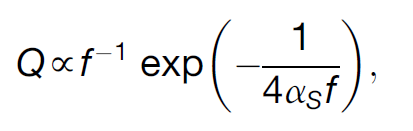 Q ∝ f⁻¹ exp(−1/(4α_S f)),